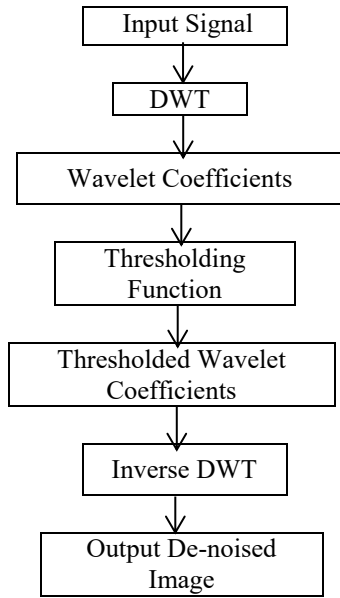 Input Signal
DWT
Wavelet Coefficients
Thresholding
Function
Thresholded Wavelet
Coefficients
Inverse DWT
Output De-noised
Image